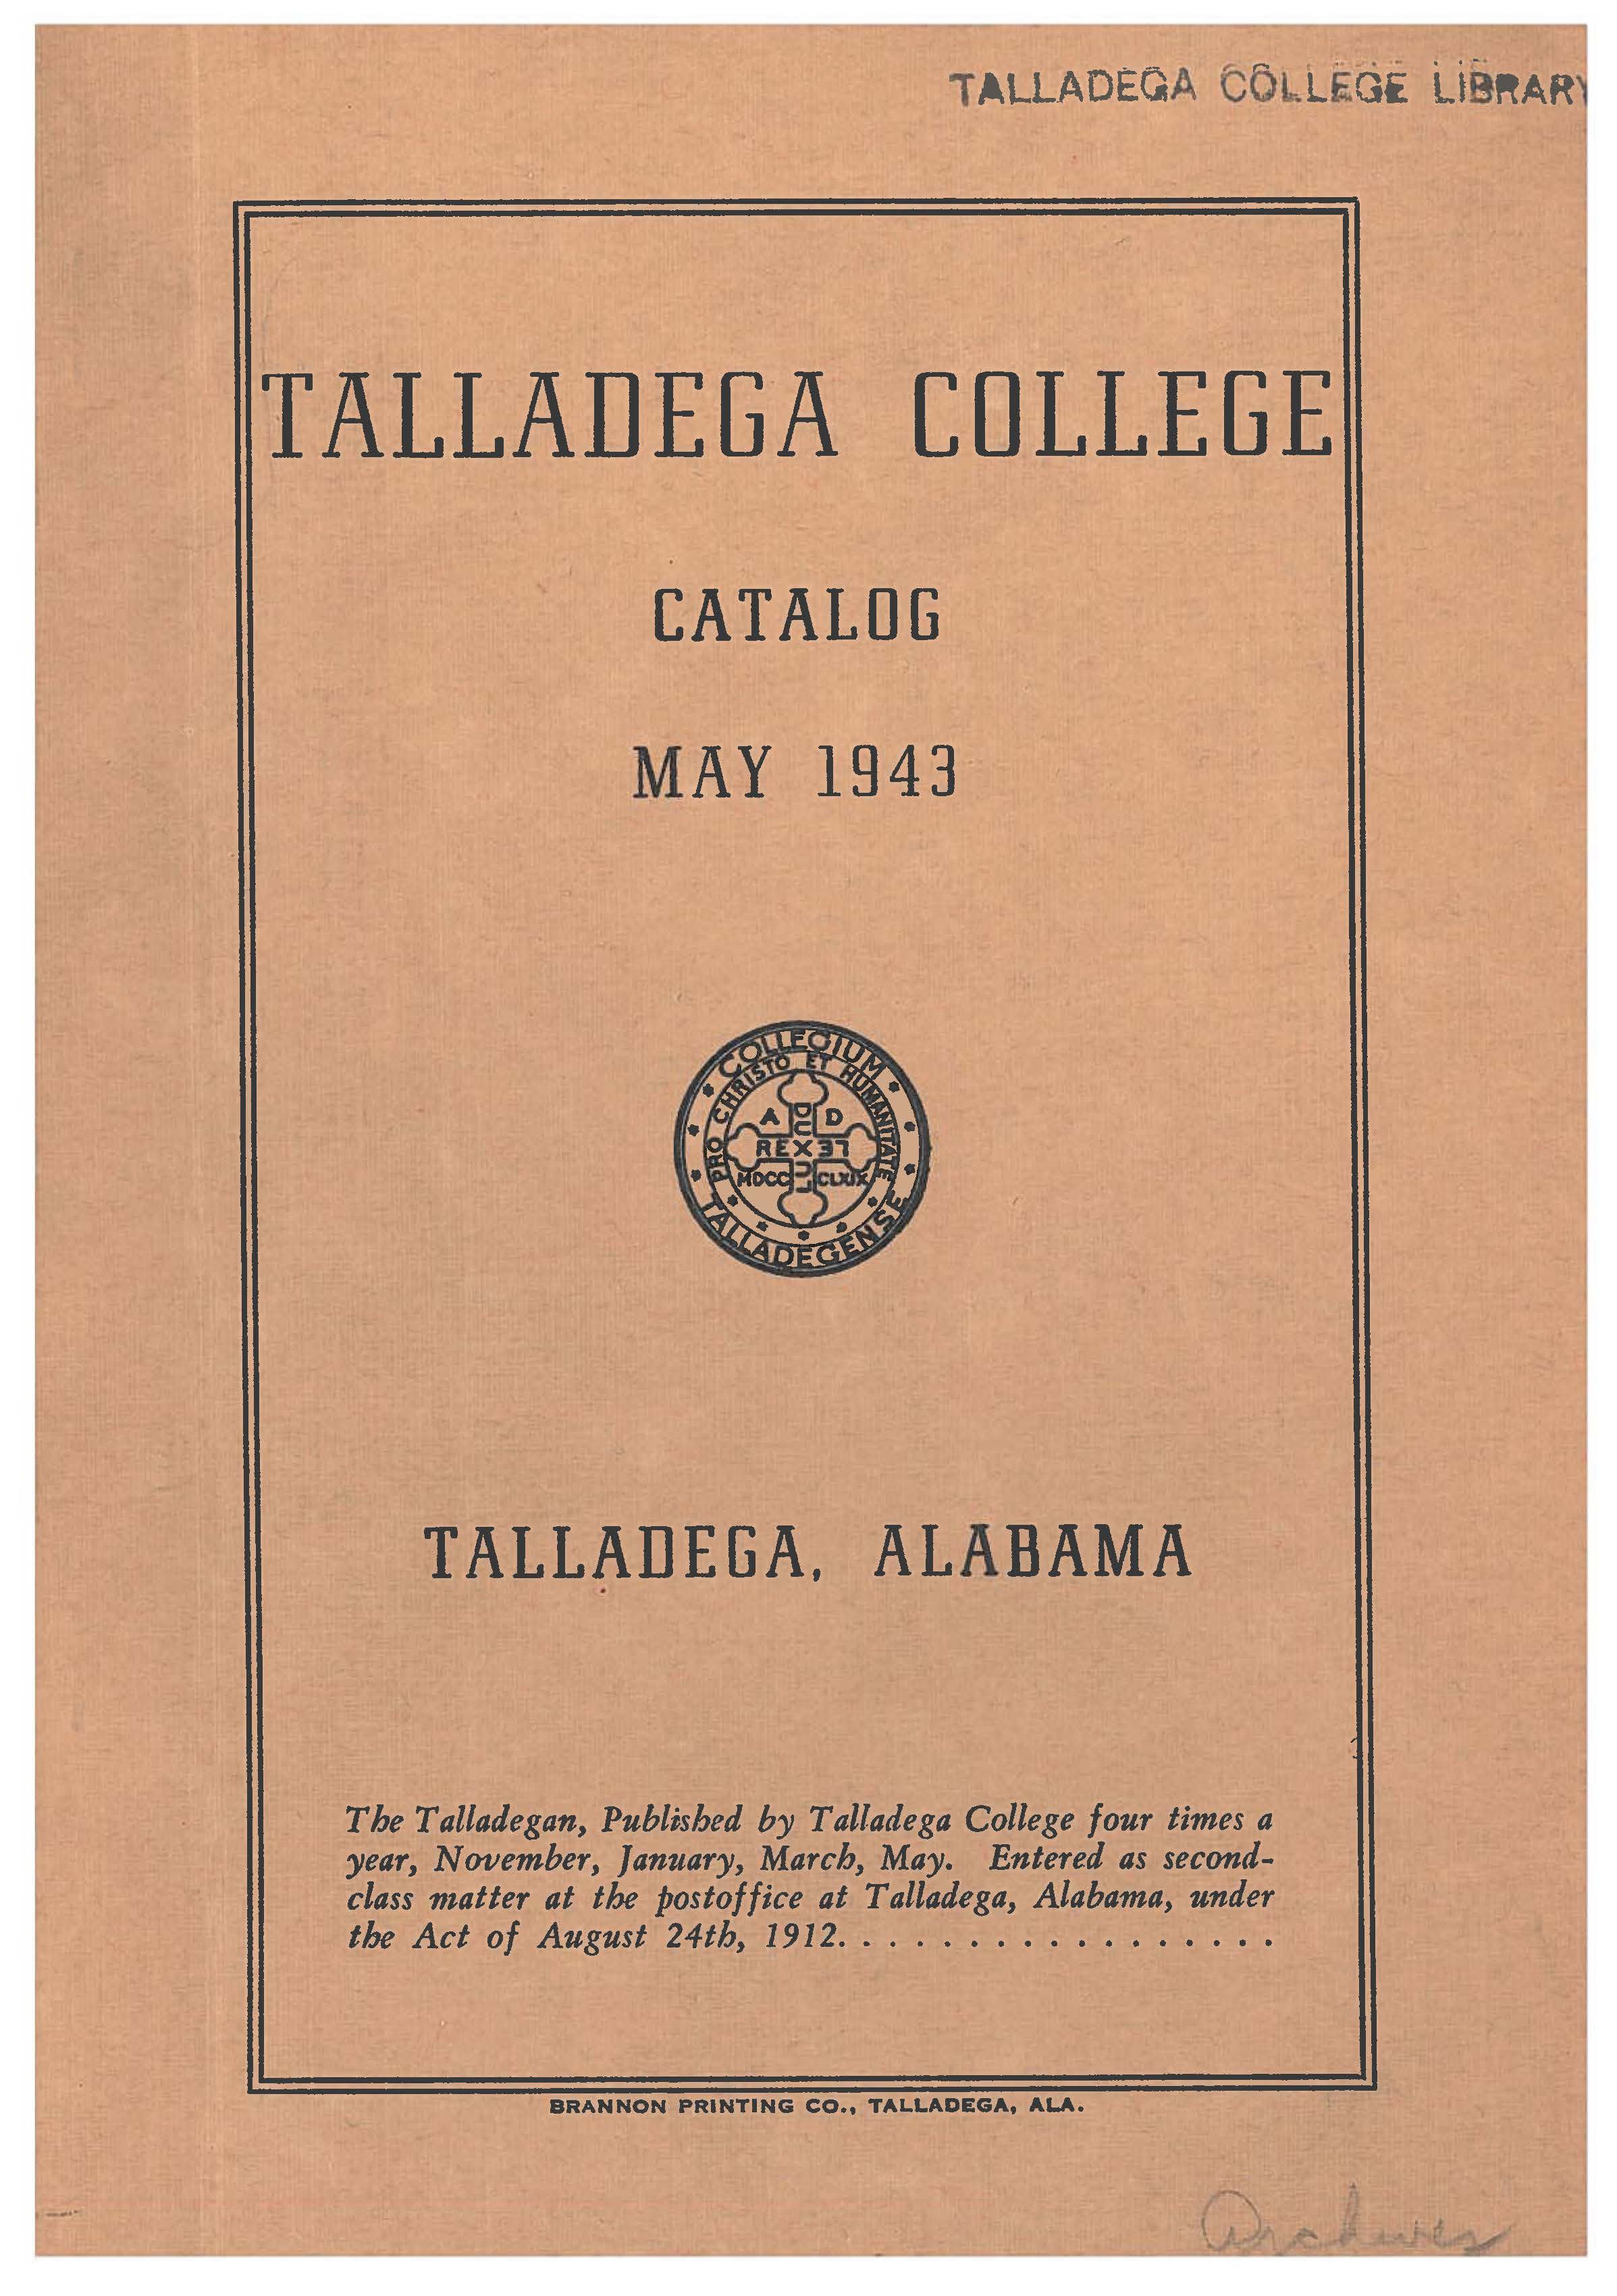 TALLADEGA COLLEGE LIBRARY
TALLADEGA COLLEGE
CATALOG
MAY 1943
COLLEGIUM
PRO CHRISTO ET HUMANITATE
A D
REX
MDCC CLXIX
TALLADEGENSE
TALLADEGA, ALABAMA
The Talladegan, Published by Talladega College four times a
year, November, January, March, May. Entered as second-
class matter at the postoffice at Talladega, Alabama, under
the Act of August 24th, 1912. . . . . . . . . . . . . . . . . .
BRANNON PRINTING CO., TALLADEGA, ALA.
Archives